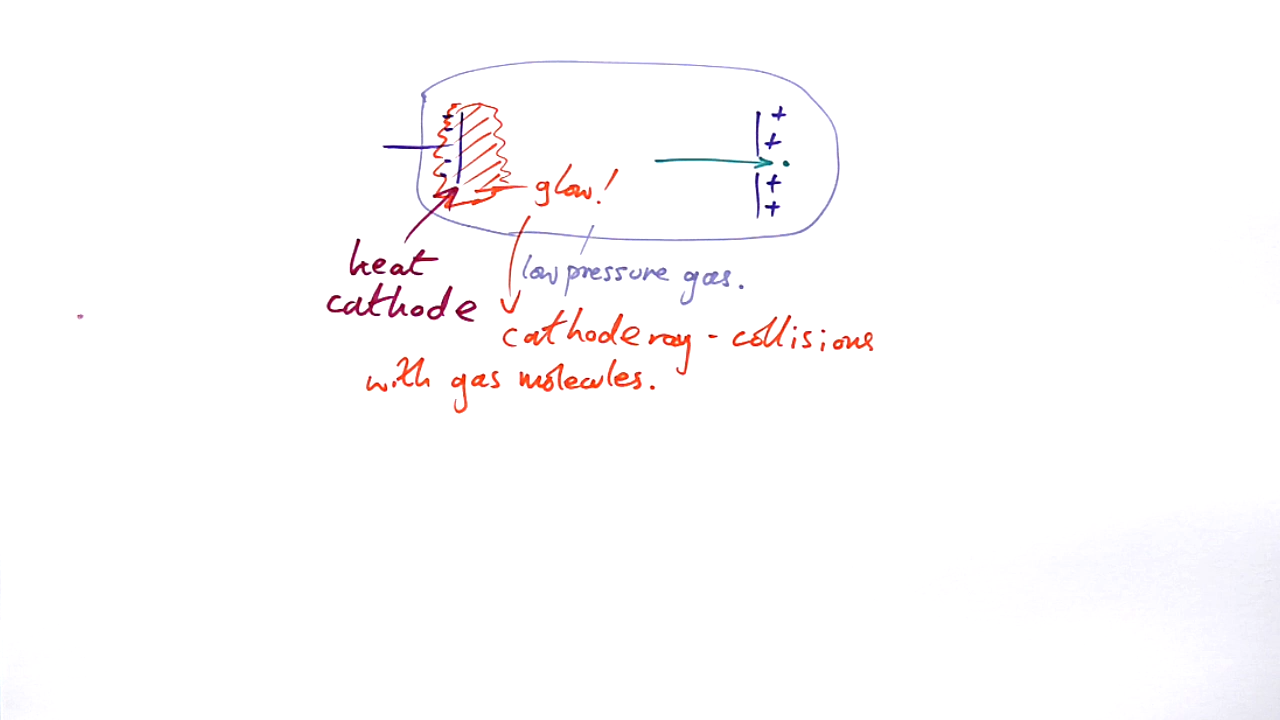 +
+
glow!
+
+
heat
cathode
low pressure gas.
cathode ray - collisions
with gas molecules.